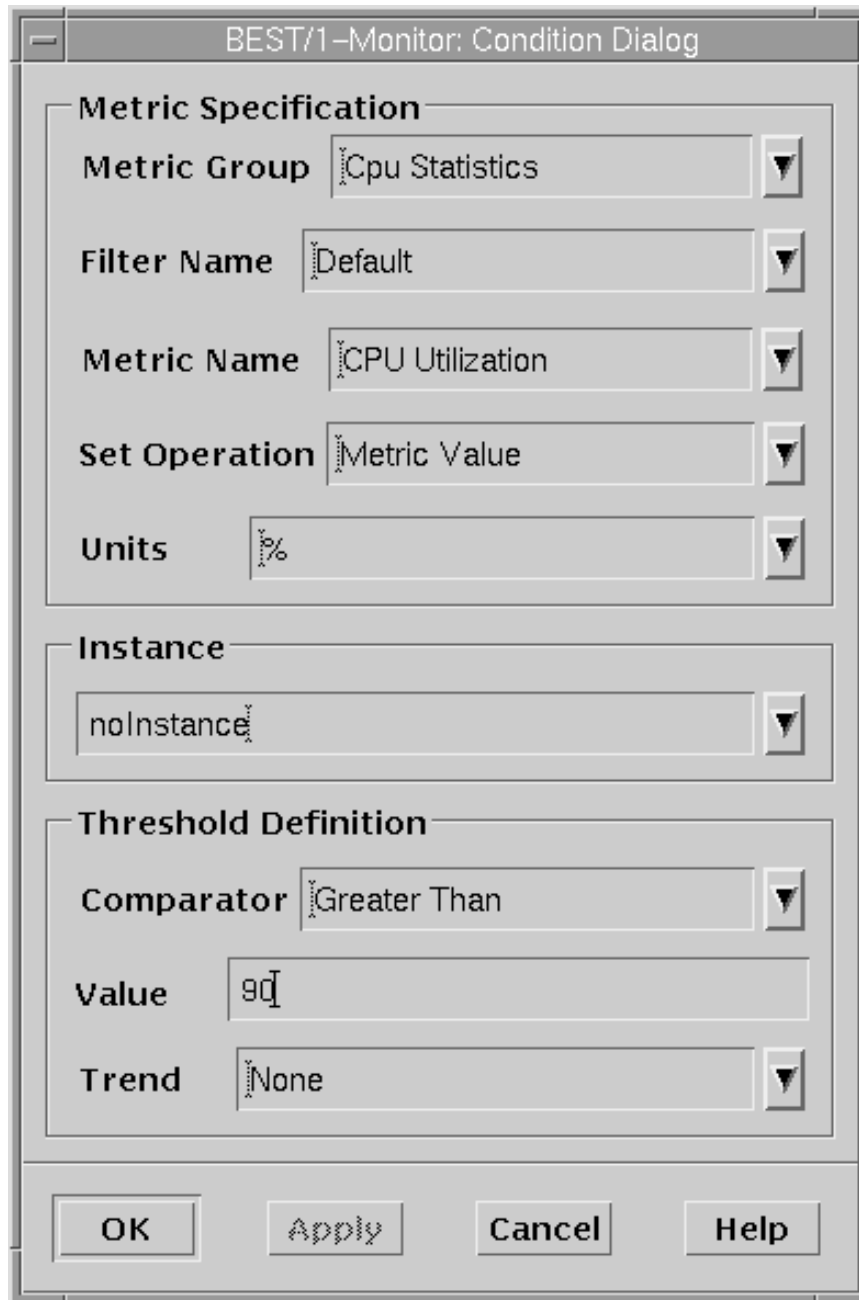 BEST/1–Monitor: Condition Dialog
Metric Specification
Metric Group Cpu Statistics
Filter Name Default
Metric Name CPU Utilization
Set Operation Metric Value
Units %
Instance
noInstance
Threshold Definition
Comparator Greater Than
Value 90
Trend None
OK Apply Cancel Help